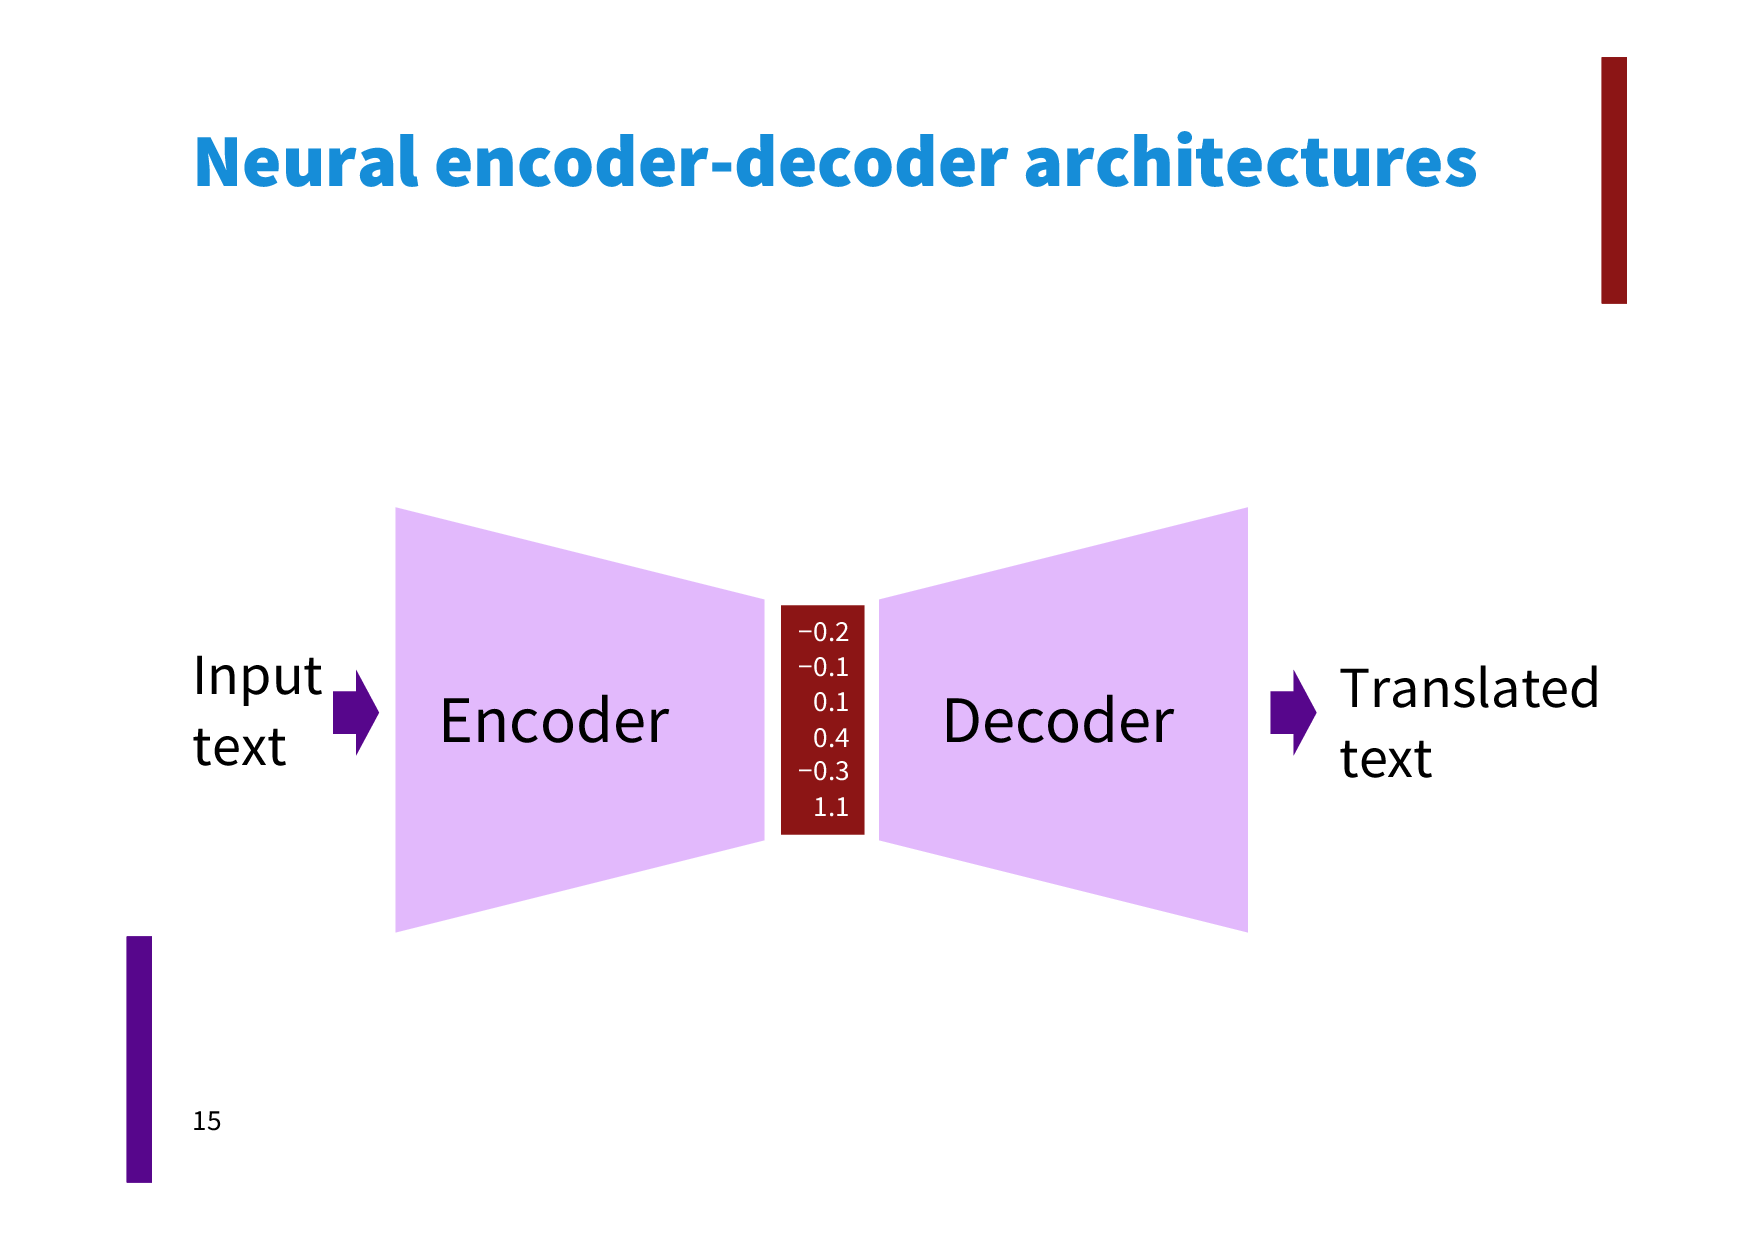 Neural encoder-decoder architectures
Input
text
Encoder
−0.2
−0.1
0.1
0.4
−0.3
1.1
Decoder
Translated
text
15